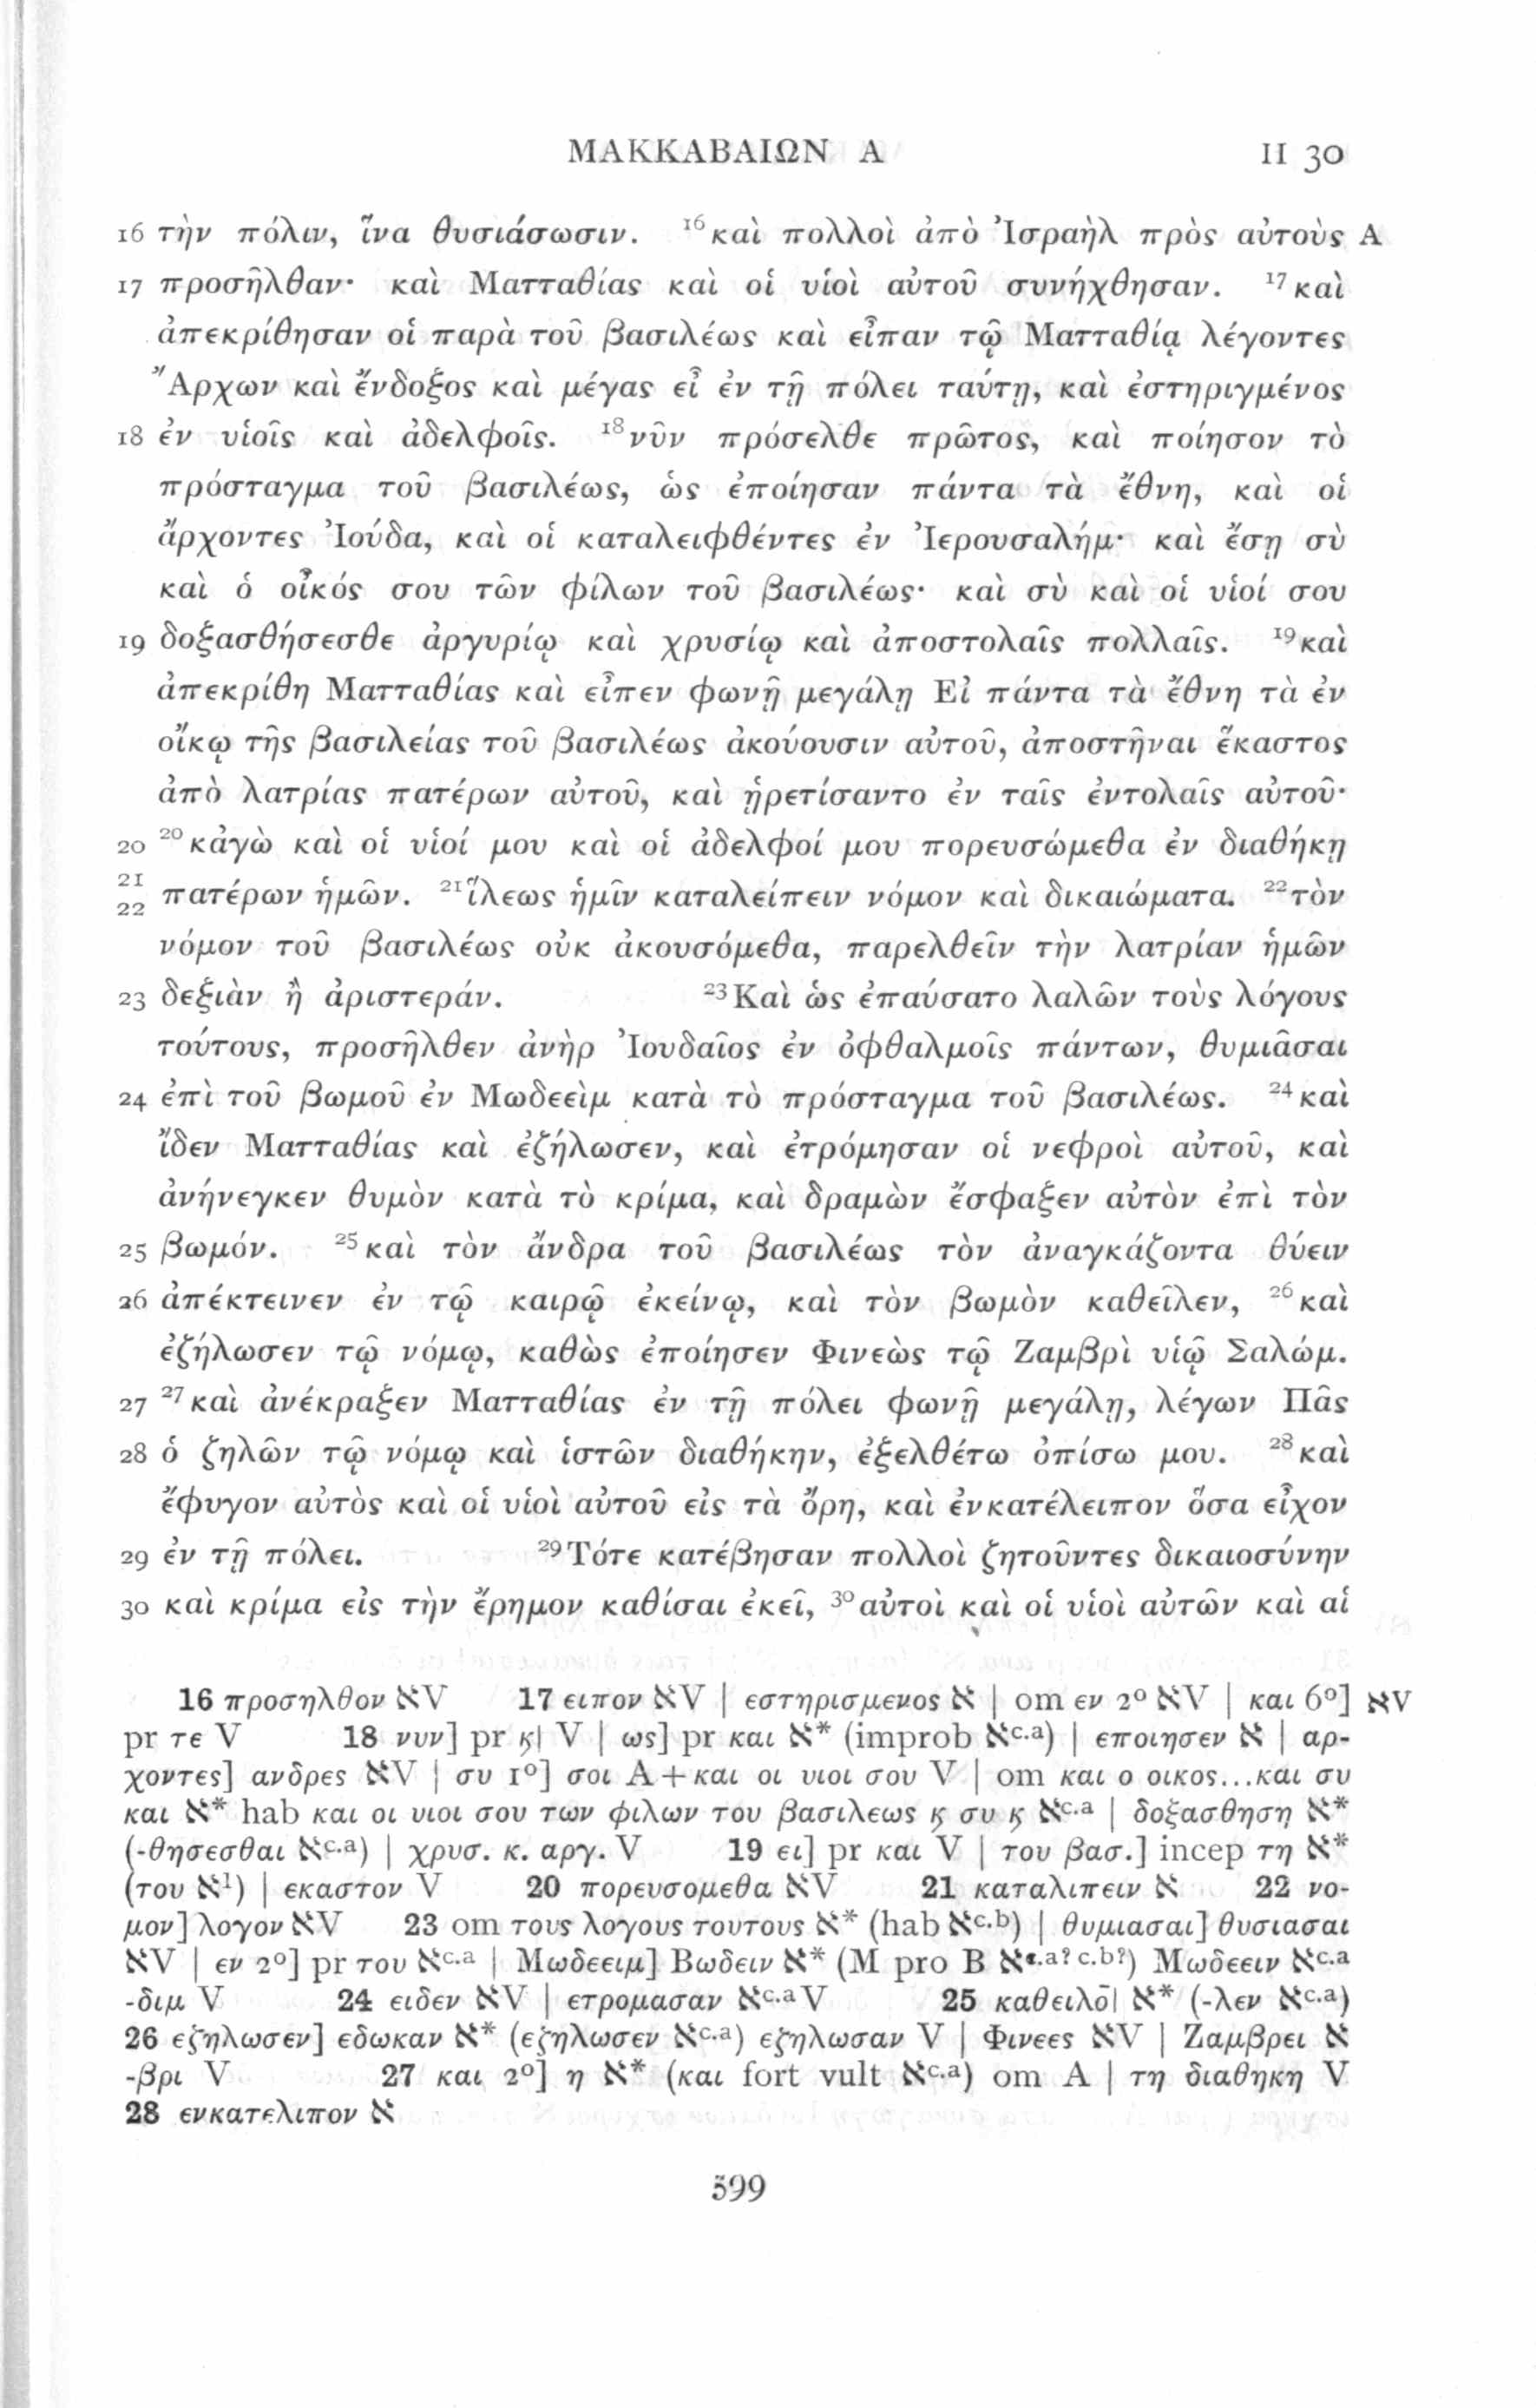 ΜΑΚΚΑΒΑΙΩΝ Α II 30
16 τὴν πόλιν, ἵνα θυσιάσωσιν. ¹⁶καὶ πολλοὶ ἀπὸ Ἰσραὴλ πρὸς αὐτοὺς A
17 προσῆλθαν· καὶ Ματταθίας καὶ οἱ υἱοὶ αὐτοῦ συνήχθησαν. ¹⁷καὶ
ἀπεκρίθησαν οἱ παρὰ τοῦ βασιλέως καὶ εἶπαν τῷ Ματταθίᾳ λέγοντες
Ἄρχων καὶ ἔνδοξος καὶ μέγας εἶ ἐν τῇ πόλει ταύτῃ, καὶ ἐστηριγμένος
18 ἐν υἱοῖς καὶ ἀδελφοῖς. ¹⁸νῦν πρόσελθε πρῶτος, καὶ ποίησον τὸ
πρόσταγμα τοῦ βασιλέως, ὡς ἐποίησαν πάντα τὰ ἔθνη, καὶ οἱ
ἄρχοντες Ἰούδα, καὶ οἱ καταλειφθέντες ἐν Ἰερουσαλήμ· καὶ ἔσῃ σὺ
καὶ ὁ οἶκός σου τῶν φίλων τοῦ βασιλέως· καὶ σὺ καὶ οἱ υἱοί σου
19 δοξασθήσεσθε ἀργυρίῳ καὶ χρυσίῳ καὶ ἀποστολαῖς πολλαῖς. ¹⁹καὶ
ἀπεκρίθη Ματταθίας καὶ εἶπεν φωνῇ μεγάλῃ Εἰ πάντα τὰ ἔθνη τὰ ἐν
οἴκῳ τῆς βασιλείας τοῦ βασιλέως ἀκούουσιν αὐτοῦ, ἀποστῆναι ἕκαστος
ἀπὸ λατρίας πατέρων αὐτοῦ, καὶ ᾑρετίσαντο ἐν ταῖς ἐντολαῖς αὐτοῦ·
20 ²⁰κἀγὼ καὶ οἱ υἱοί μου καὶ οἱ ἀδελφοί μου πορευσώμεθα ἐν διαθήκῃ
21 22 πατέρων ἡμῶν. ²¹ἵλεως ἡμῖν καταλείπειν νόμον καὶ δικαιώματα. ²²τὸν
νόμον τοῦ βασιλέως οὐκ ἀκουσόμεθα, παρελθεῖν τὴν λατρίαν ἡμῶν
23 δεξιὰν ἢ ἀριστεράν. ²³Καὶ ὡς ἐπαύσατο λαλῶν τοὺς λόγους
τούτους, προσῆλθεν ἀνὴρ Ἰουδαῖος ἐν ὀφθαλμοῖς πάντων, θυμιᾶσαι
24 ἐπὶ τοῦ βωμοῦ ἐν Μωδεεὶμ κατὰ τὸ πρόσταγμα τοῦ βασιλέως. ²⁴καὶ
ἴδεν Ματταθίας καὶ ἐζήλωσεν, καὶ ἐτρόμησαν οἱ νεφροὶ αὐτοῦ, καὶ
ἀνήνεγκεν θυμὸν κατὰ τὸ κρίμα, καὶ δραμὼν ἔσφαξεν αὐτὸν ἐπὶ τὸν
25 βωμόν. ²⁵καὶ τὸν ἄνδρα τοῦ βασιλέως τὸν ἀναγκάζοντα θύειν
26 ἀπέκτεινεν ἐν τῷ καιρῷ ἐκείνῳ, καὶ τὸν βωμὸν καθεῖλεν, ²⁶καὶ
ἐζήλωσεν τῷ νόμῳ, καθὼς ἐποίησεν Φινεὼς τῷ Ζαμβρὶ υἱῷ Σαλώμ.
27 ²⁷καὶ ἀνέκραξεν Ματταθίας ἐν τῇ πόλει φωνῇ μεγάλῃ, λέγων Πᾶς
28 ὁ ζηλῶν τῷ νόμῳ καὶ ἱστῶν διαθήκην, ἐξελθέτω ὀπίσω μου. ²⁸καὶ
ἔφυγον αὐτὸς καὶ οἱ υἱοὶ αὐτοῦ εἰς τὰ ὄρη, καὶ ἐνκατέλειπον ὅσα εἶχον
29 ἐν τῇ πόλει. ²⁹Τότε κατέβησαν πολλοὶ ζητοῦντες δικαιοσύνην
30 καὶ κρίμα εἰς τὴν ἔρημον καθίσαι ἐκεῖ, ³⁰αὐτοὶ καὶ οἱ υἱοὶ αὐτῶν καὶ αἱ
16 προσηλθον אV 17 ειπον אV | εστηρισμενος א | om εν 2⁰ אV | και 6⁰] אV
pr τε V 18 νυν] pr ϗ| V | ως] pr και א* (improb אᶜ·ᵃ) | εποιησεν א | αρ-
χοντες] ανδρες אV | συ 1⁰] σοι A + και οι υιοι σου V | om και ο οικος...και συ
και א* hab και οι υιοι σου των φιλων του βασιλεως ϗ συ ϗ אᶜ·ᵃ | δοξασθηση א*
(-θησεσθαι אᶜ·ᵃ) | χρυσ. κ. αργ. V 19 ει] pr και V | του βασ.] incep τη א*
(του א¹) | εκαστον V 20 πορευσομεθα אV 21 καταλιπειν א 22 νο-
μον] λογον אV 23 om τους λογους τουτους א* (hab אᶜ·ᵇ) | θυμιασαι] θυσιασαι
אV | εν 2⁰] pr του אᶜ·ᵃ | Μωδεειμ] Βωδειν א* (Μ pro Β א*·ᵃ? ᶜ·ᵇ?) Μωδεειν אᶜ·ᵃ
-διμ V 24 ειδεν אV | ετρομασαν אᶜ·ᵃ V 25 καθειλο̄| א* (-λεν אᶜ·ᵃ)
26 εζηλωσεν] εδωκαν א* (εζηλωσεν אᶜ·ᵃ) εζηλωσαν V | Φινεες אV | Ζαμβρει א
-βρι V 27 και 2⁰] η א* (και fort vult אᶜ·ᵃ) om A | τη διαθηκη V
28 ενκατελιπον א
599